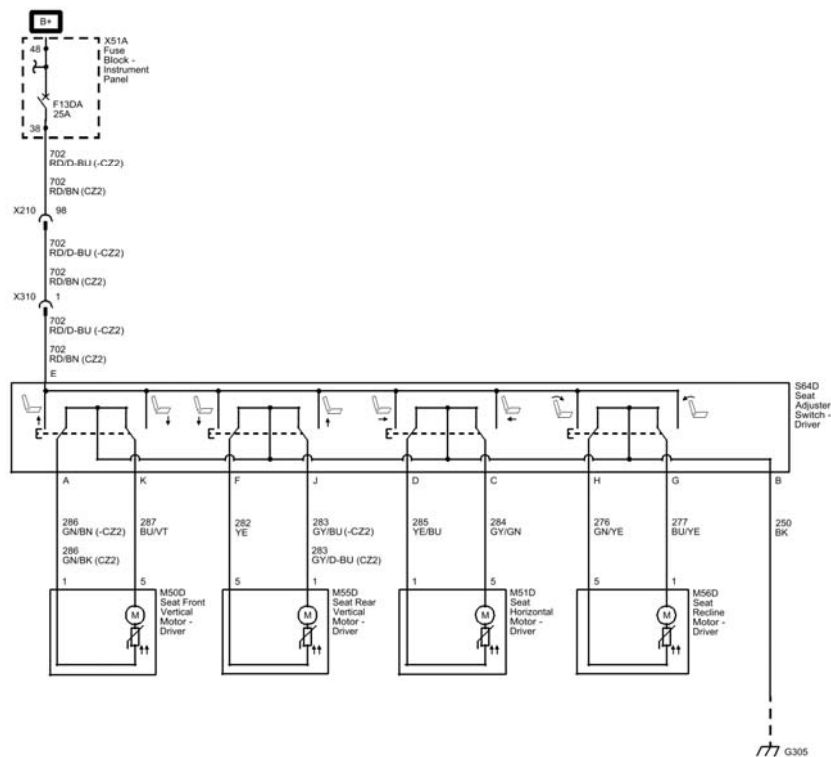 B+
48
X51A
Fuse
Block -
Instrument
Panel
F13DA
25A
38
702
RD/D-BU (-CZ2)
702
RD/BN (CZ2)
X210 98
702
RD/D-BU (-CZ2)
702
RD/BN (CZ2)
X310 1
702
RD/D-BU (-CZ2)
702
RD/BN (CZ2)
E
S64D
Seat
Adjuster
Switch -
Driver
A K F J D C H G B
286
GN/BN (-CZ2)
286
GN/BK (CZ2)
287
BU/VT
282
YE
283
GY/BU (-CZ2)
283
GY/D-BU (CZ2)
285
YE/BU
284
GY/GN
276
GN/YE
277
BU/YE
250
BK
1 5 5 1 1 5 5 1
M50D
Seat Front
Vertical
Motor -
Driver
M
M55D
Seat Rear
Vertical
Motor -
Driver
M
M51D
Seat
Horizontal
Motor -
Driver
M
M56D
Seat
Recline
Motor -
Driver
M
G305